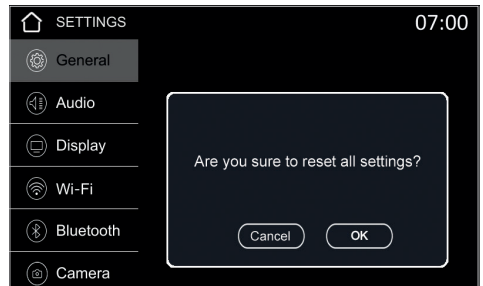 SETTINGS
07:00
General
Audio
Display
Wi-Fi
Bluetooth
Camera
Are you sure to reset all settings?
Cancel
OK